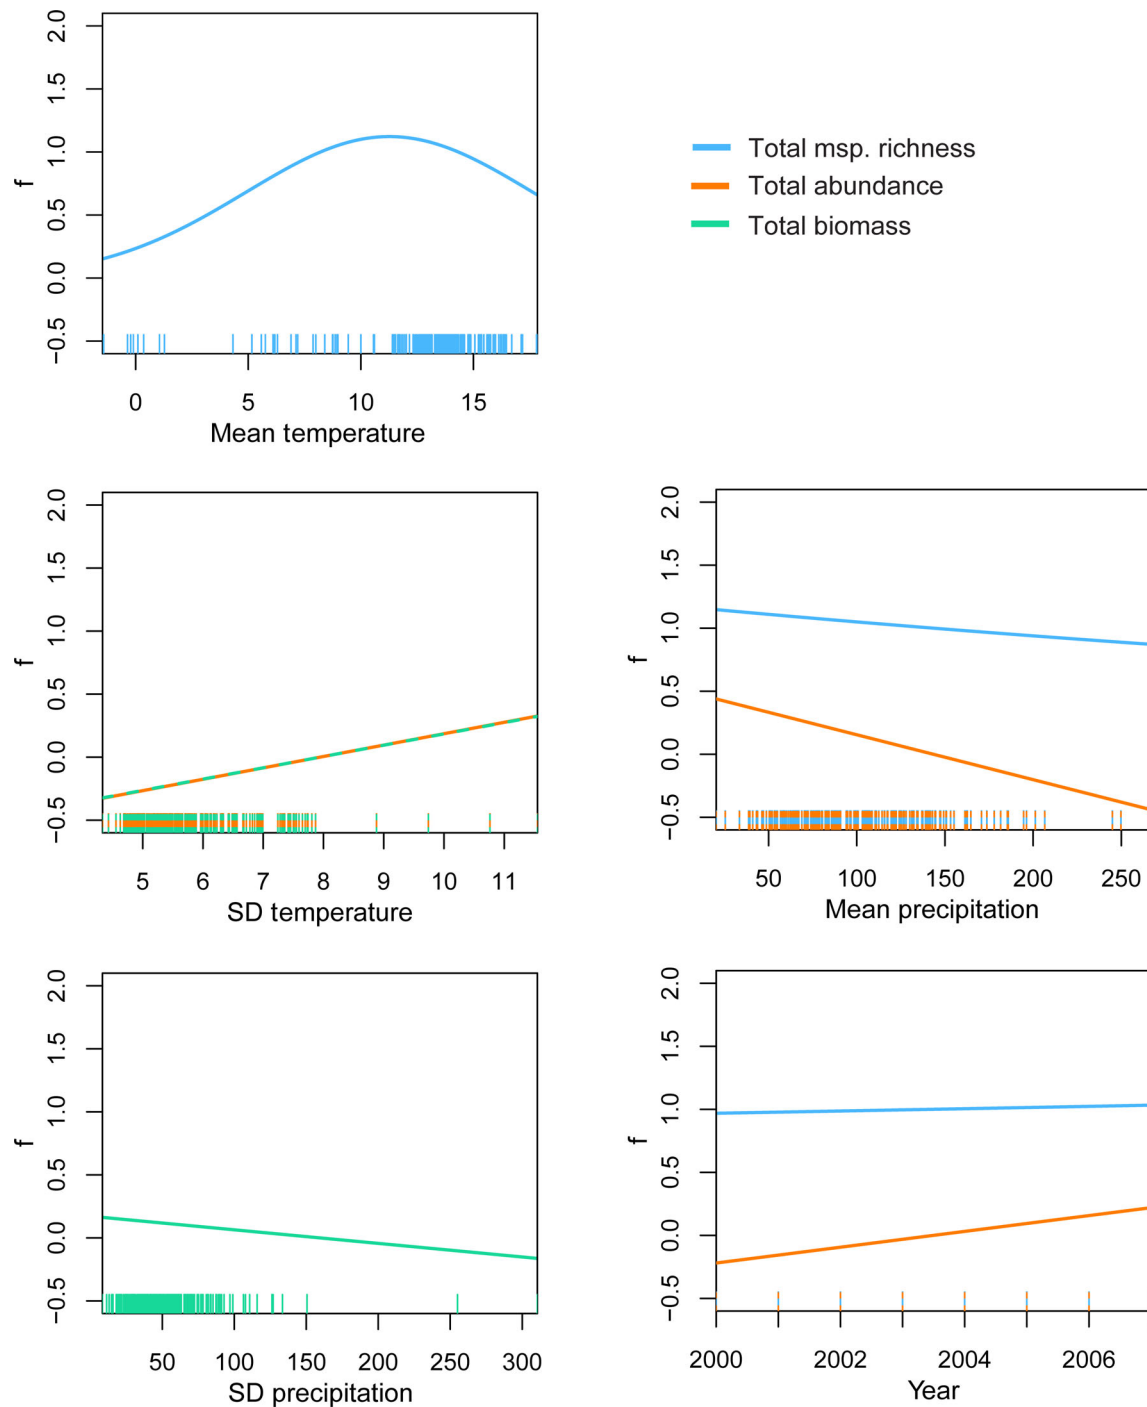 2.0
1.5
1.0
0.5
0.0
−0.5
f
0 5 10 15
Mean temperature
Total msp. richness
Total abundance
Total biomass
2.0
1.5
1.0
0.5
0.0
−0.5
f
5 6 7 8 9 10 11
SD temperature
2.0
1.5
1.0
0.5
0.0
−0.5
f
50 100 150 200 250
Mean precipitation
2.0
1.5
1.0
0.5
0.0
−0.5
f
50 100 150 200 250 300
SD precipitation
2.0
1.5
1.0
0.5
0.0
−0.5
f
2000 2002 2004 2006
Year